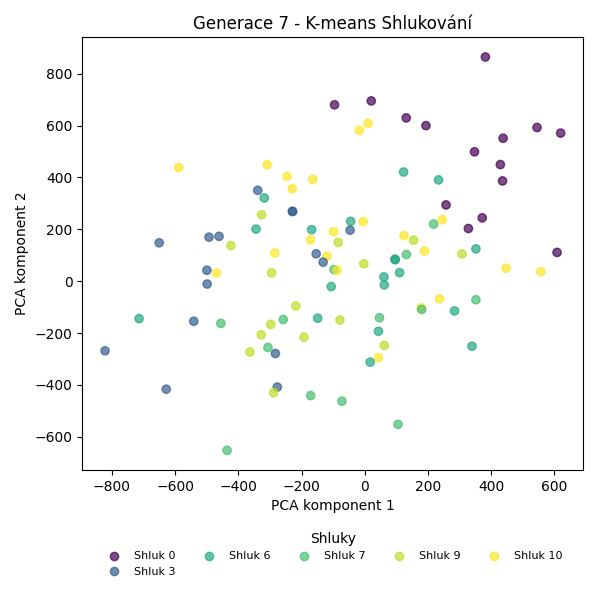 Generace 7 - K-means Shlukování
PCA komponent 2
800
600
400
200
0
−200
−400
−600
−800 −600 −400 −200 0 200 400 600
PCA komponent 1
Shluky
Shluk 0 Shluk 6 Shluk 7 Shluk 9 Shluk 10
Shluk 3